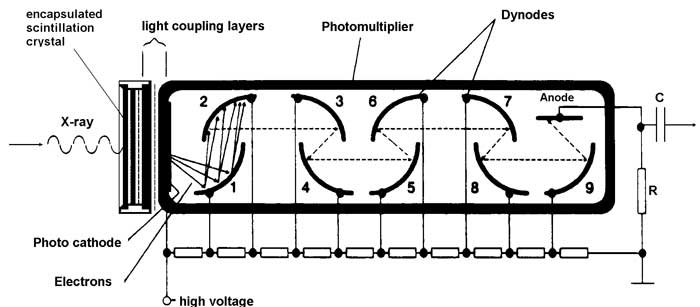 encapsulated
scintillation
crystal
light coupling layers
Photomultiplier
Dynodes
X-ray
2
3
6
7
Anode
C
1
4
5
8
9
R
Photo cathode
Electrons
high voltage